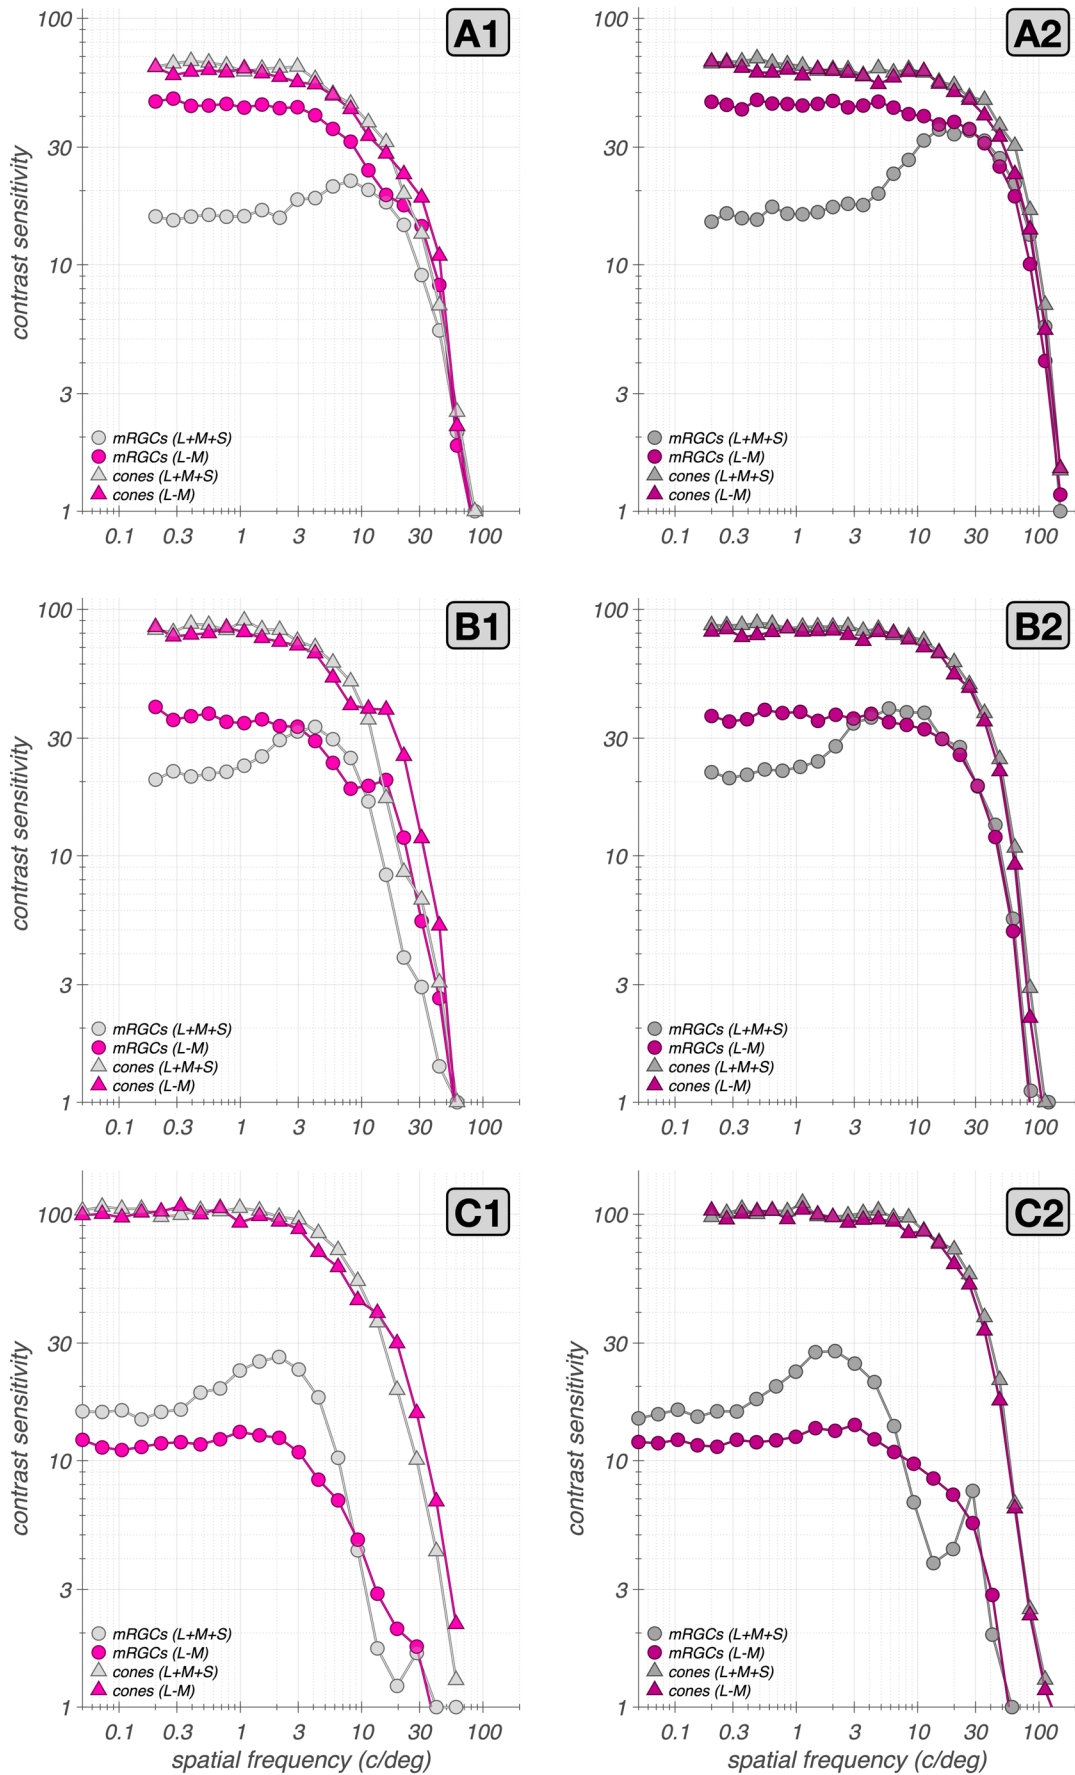 A1
100
30
10
3
1
contrast sensitivity
mRGCs (L+M+S)
mRGCs (L-M)
cones (L+M+S)
cones (L-M)
0.1 0.3 1 3 10 30 100
A2
100
30
10
3
1
mRGCs (L+M+S)
mRGCs (L-M)
cones (L+M+S)
cones (L-M)
0.1 0.3 1 3 10 30 100
B1
100
30
10
3
1
contrast sensitivity
mRGCs (L+M+S)
mRGCs (L-M)
cones (L+M+S)
cones (L-M)
0.1 0.3 1 3 10 30 100
B2
100
30
10
3
1
mRGCs (L+M+S)
mRGCs (L-M)
cones (L+M+S)
cones (L-M)
0.1 0.3 1 3 10 30 100
C1
100
30
10
3
1
contrast sensitivity
mRGCs (L+M+S)
mRGCs (L-M)
cones (L+M+S)
cones (L-M)
0.1 0.3 1 3 10 30 100
spatial frequency (c/deg)
C2
100
30
10
3
1
contrast sensitivity
mRGCs (L+M+S)
mRGCs (L-M)
cones (L+M+S)
cones (L-M)
0.1 0.3 1 3 10 30 100
spatial frequency (c/deg)